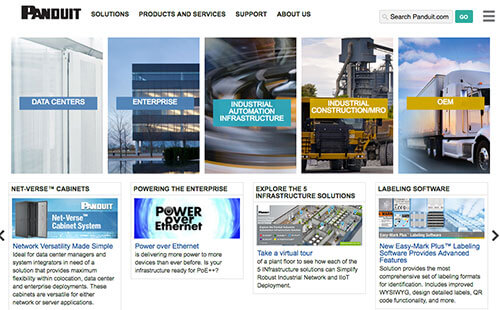 PANDUIT
SOLUTIONS PRODUCTS AND SERVICES SUPPORT ABOUT US
Search Panduit.com GO
DATA CENTERS
ENTERPRISE
INDUSTRIAL
AUTOMATION
INFRASTRUCTURE
INDUSTRIAL
CONSTRUCTION/MRO
OEM
NET-VERSE™ CABINETS
PANDUIT
Net-Verse™
Cabinet System
Network Versatility Made Simple
Ideal for data center managers and
system integrators in need of a
solution that provides maximum
flexibility within colocation, data center
and enterprise deployments. These
cabinets are versatile for either
network or server applications.
POWERING THE ENTERPRISE
POWER
over
Ethernet
Power over Ethernet
is delivering more power to more
devices than ever before. Is your
infrastructure ready for PoE++?
EXPLORE THE 5
INFRASTRUCTURE SOLUTIONS
PANDUIT
Take a virtual tour
of a plant floor to see how each of the
5 INfrastructure solutions can Simplify
Robust Industrial Network and IIoT
Deployment.
LABELING SOFTWARE
Easy-Mark Plus™ Labeling Software
New Easy-Mark Plus™ Labeling
Software Provides Advanced
Features
Solution provides the most
comprehensive set of labeling formats
for identification. Includes improved
WYSIWYG, design detailed labels, QR
code functionality, and more.